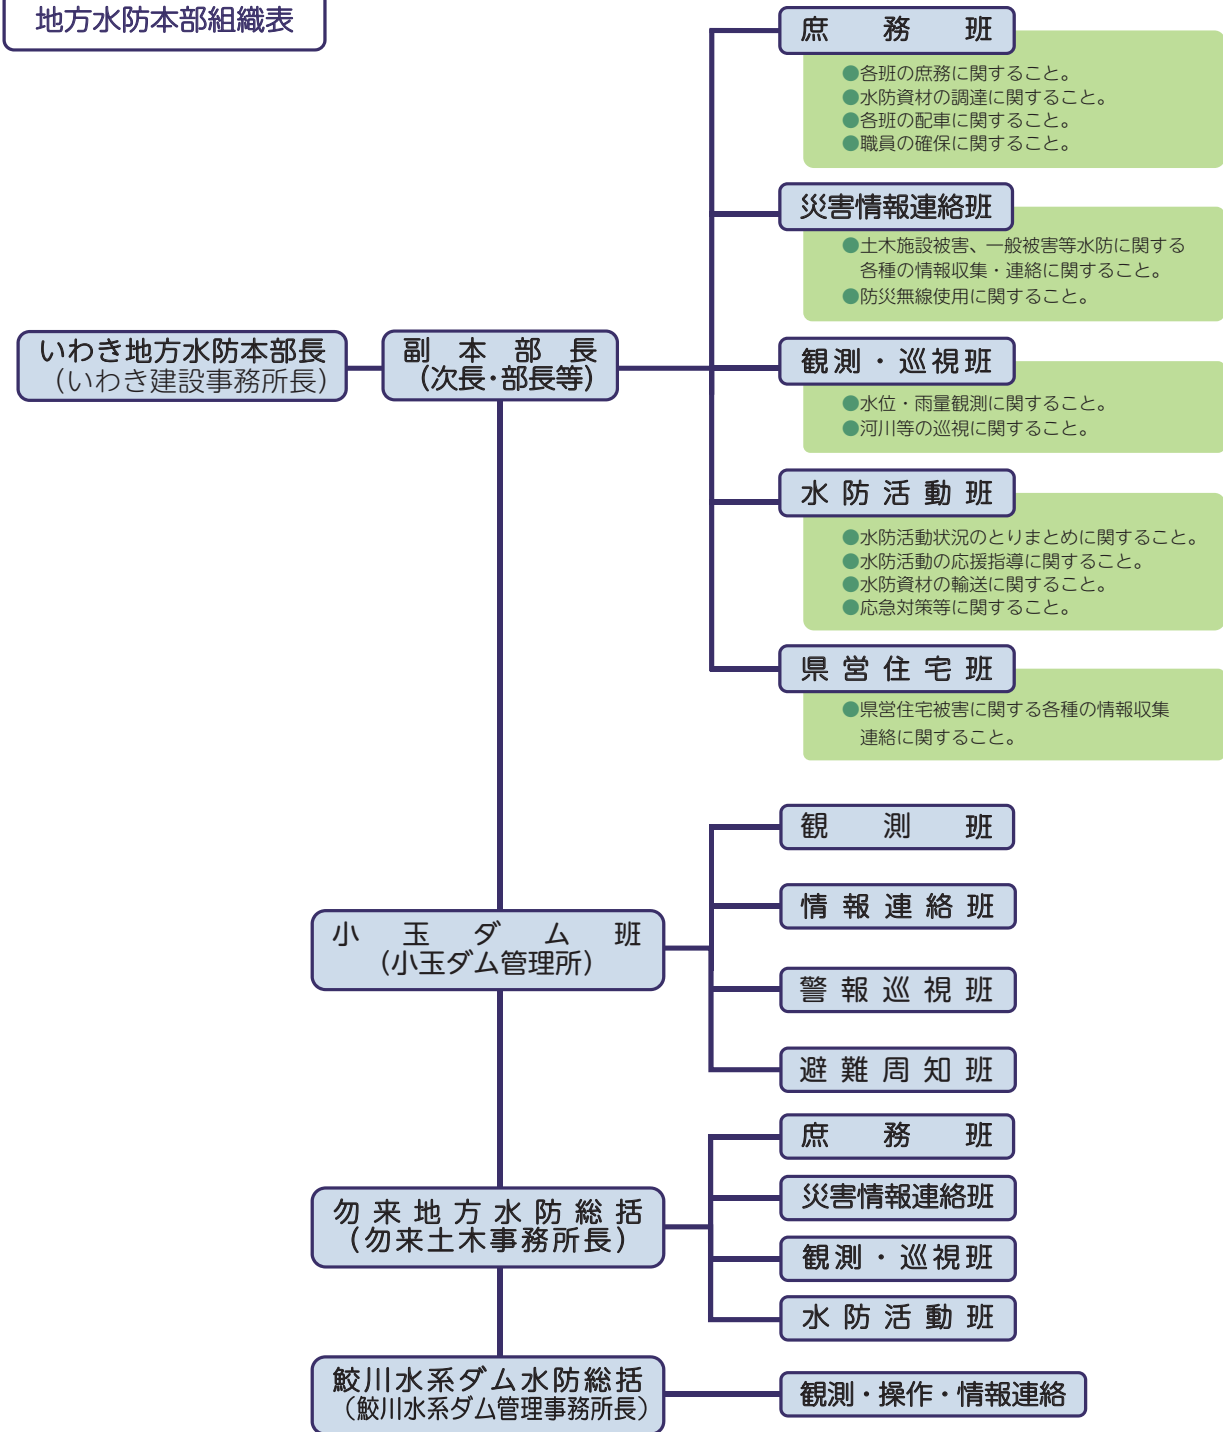 地方水防本部組織表
いわき地方水防本部長
(いわき建設事務所長)
副本部長
(次長・部長等)
庶務班
●各班の庶務に関すること。
●水防資材の調達に関すること。
●各班の配車に関すること。
●職員の確保に関すること。
災害情報連絡班
●土木施設被害、一般被害等水防に関する
各種の情報収集・連絡に関すること。
●防災無線使用に関すること。
観測・巡視班
●水位・雨量観測に関すること。
●河川等の巡視に関すること。
水防活動班
●水防活動状況のとりまとめに関すること。
●水防活動の応援指導に関すること。
●水防資材の輸送に関すること。
●応急対策等に関すること。
県営住宅班
●県営住宅被害に関する各種の情報収集
連絡に関すること。
小玉ダム班
(小玉ダム管理所)
観測班
情報連絡班
警報巡視班
避難周知班
勿来地方水防総括
(勿来土木事務所長)
庶務班
災害情報連絡班
観測・巡視班
水防活動班
鮫川水系ダム水防総括
(鮫川水系ダム管理事務所長)
観測・操作・情報連絡